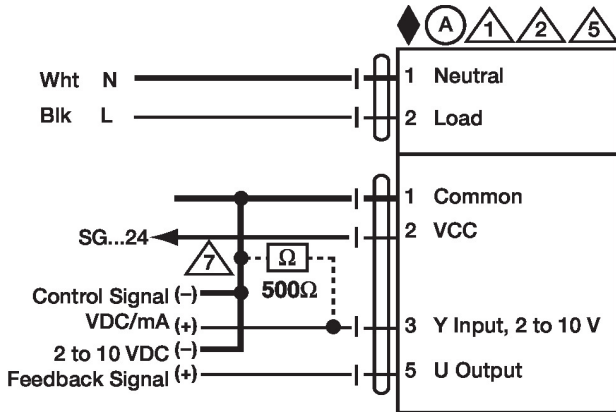 A 1 2 5
Wht N 1 Neutral
Blk L 2 Load
1 Common
SG...24 2 VCC
7 Ω
500Ω
Control Signal (-)
VDC/mA (+) 3 Y Input, 2 to 10 V
2 to 10 VDC (-)
Feedback Signal (+) 5 U Output